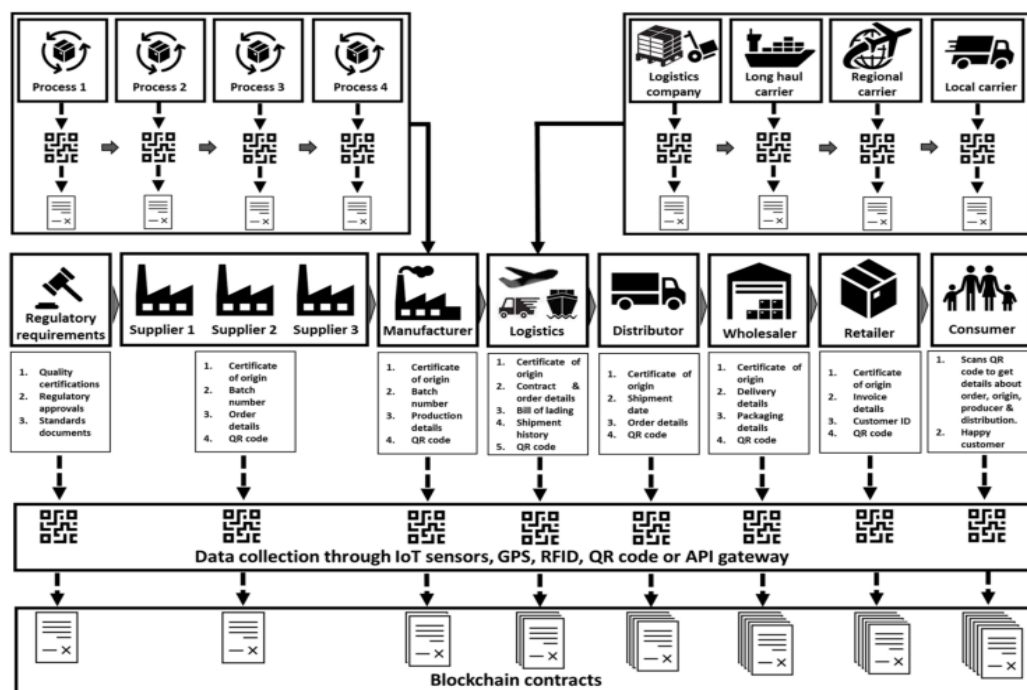 Process 1
Process 2
Process 3
Process 4
Logistics
company
Long haul
carrier
Regional
carrier
Local carrier
Regulatory
requirements
Supplier 1
Supplier 2
Supplier 3
Manufacturer
Logistics
Distributor
Wholesaler
Retailer
Consumer
1. Quality
certifications
2. Regulatory
approvals
3. Standards
documents
1. Certificate
of origin
2. Batch
number
3. Order
details
4. QR code
1. Certificate
of origin
2. Batch
number
3. Production
details
4. QR code
1. Certificate of
origin
2. Contract &
order details
3. Bill of lading
4. Shipment
history
5. QR code
1. Certificate
of origin
2. Shipment
date
3. Order details
4. QR code
1. Certificate
of origin
2. Delivery
details
3. Packaging
details
4. QR code
1. Certificate
of origin
2. Invoice
details
3. Customer ID
4. QR code
1. Scans QR
code to get
details about
order, origin,
producer &
distribution.
2. Happy
customer
Data collection through IoT sensors, GPS, RFID, QR code or API gateway
Blockchain contracts